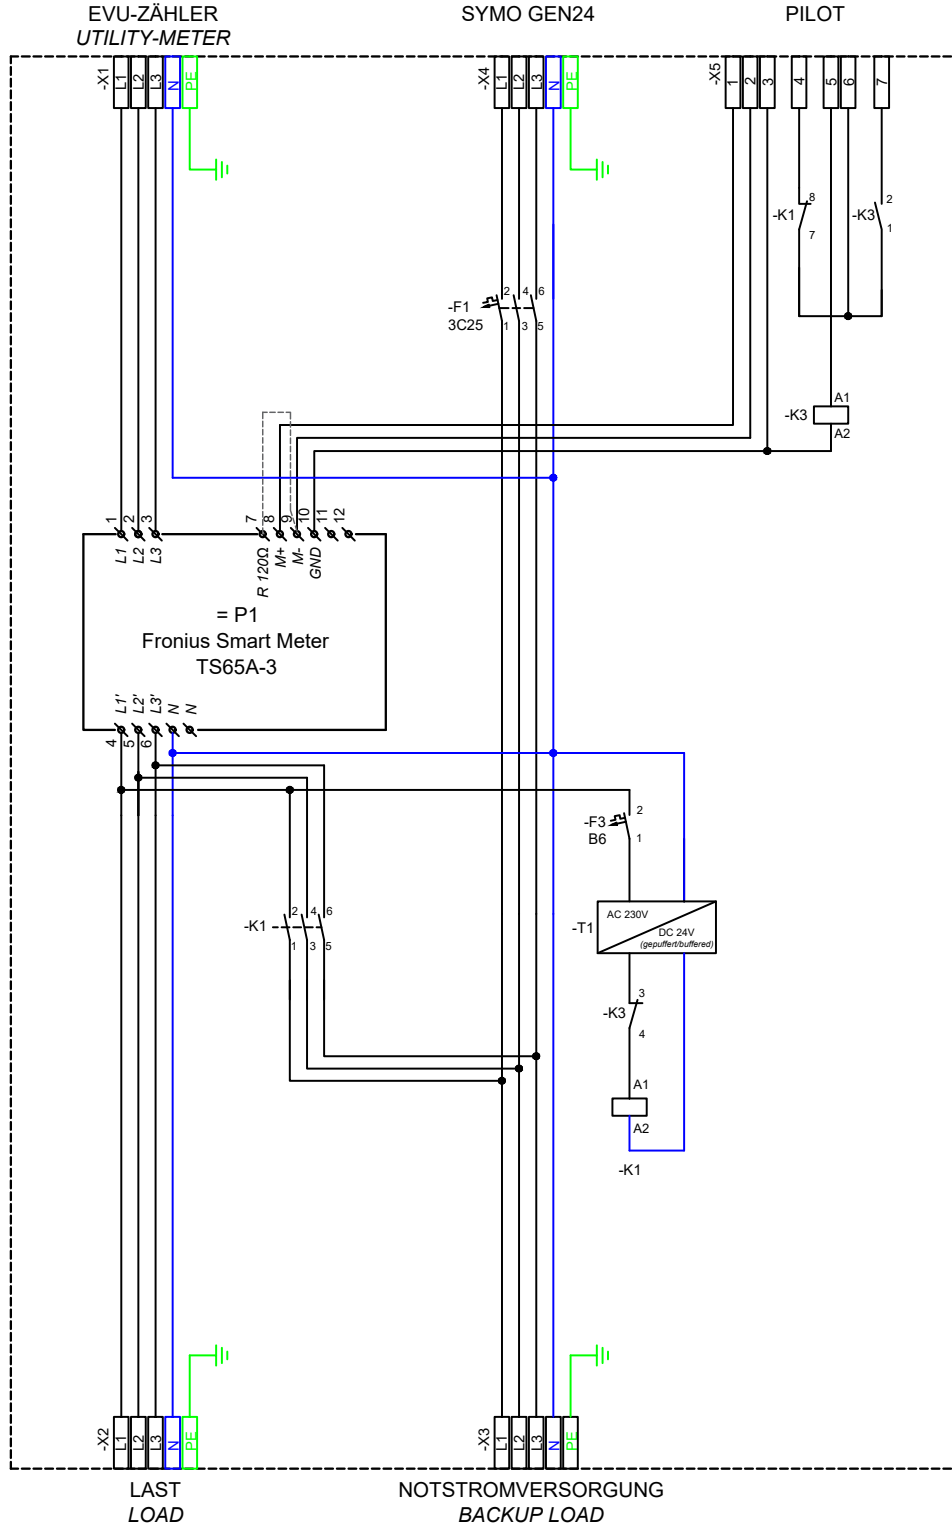 EVU-ZÄHLER
UTILITY-METER
SYMO GEN24
PILOT
-X1
L1
L2
L3
N
PE
-X4
L1
L2
L3
N
PE
-X5
1
2
3
4
5
6
7
-K1
8
7
-K3
2
1
-F1
3C25
2
4
6
1
3
5
-K3
A1
A2
1
2
3
7
8
9
10
11
12
L1
L2
L3
R 120Ω
M+
M-
GND
= P1
Fronius Smart Meter
TS65A-3
L1'
L2'
L3'
N
N
4
5
6
-F3
B6
2
1
-K1
2
4
6
1
3
5
-T1
AC 230V
DC 24V
(gepuffert/buffered)
-K3
3
4
A1
A2
-K1
-X2
L1
L2
L3
N
PE
-X3
L1
L2
L3
N
PE
LAST
LOAD
NOTSTROMVERSORGUNG
BACKUP LOAD